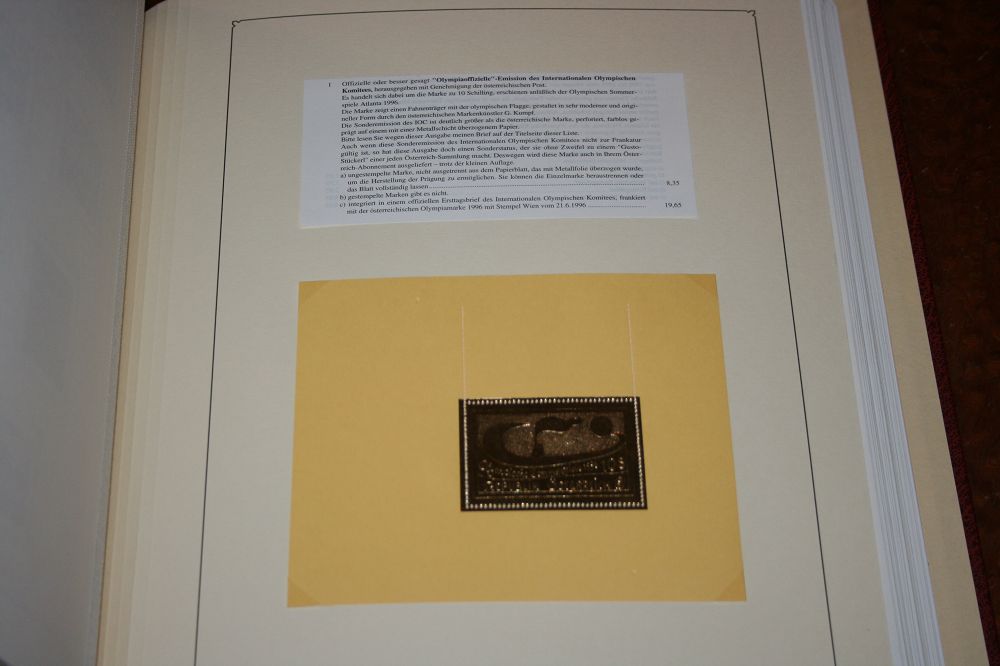 1 Offizielle oder besser gesagt "Olympiaoffizielle"-Emission des Internationalen Olympischen
Komitees, herausgegeben mit Genehmigung der österreichischen Post:
Es handelt sich dabei um die Marke zu 10 Schilling, erschienen anläßlich der Olympischen Sommer-
spiele Atlanta 1996.
Die Marke zeigt einen Fahnenträger mit der olympischen Flagge, gestaltet in sehr moderner und origi-
neller Form durch den österreichischen Markenkünstler G. Kumpf.
Die Sonderemission des IOC ist deutlich größer als die österreichische Marke, perforiert, farblos ge-
prägt auf einem mit einer Metallschicht überzogenem Papier.
Bitte lesen Sie wegen dieser Ausgabe meinen Brief auf der Titelseite dieser Liste.
Auch wenn diese Sonderemission des Internationalen Olympischen Komitees nicht zur Frankatur
gültig ist, so hat diese Ausgabe doch einen Sonderstatus, der sie ohne Zweifel zu einem "Gusto-
Stückerl" einer jeden Österreich-Sammlung macht. Deswegen wird diese Marke auch in Ihrem Öster-
reich-Abonnement ausgeliefert – trotz der kleinen Auflage.
a) ungestempelte Marke, nicht ausgetrennt aus dem Papierblatt, das mit Metallfolie überzogen wurde,
um die Herstellung der Prägung zu ermöglichen. Sie können die Einzelmarke heraustrennen oder
das Blatt vollständig lassen 8,35
b) gestempelte Marken gibt es nicht.
c) integriert in einem offiziellen Ersttagsbrief des Internationalen Olympischen Komitees, frankiert
mit der österreichischen Olympiamarke 1996 mit Stempel Wien vom 21.6.1996 19,65